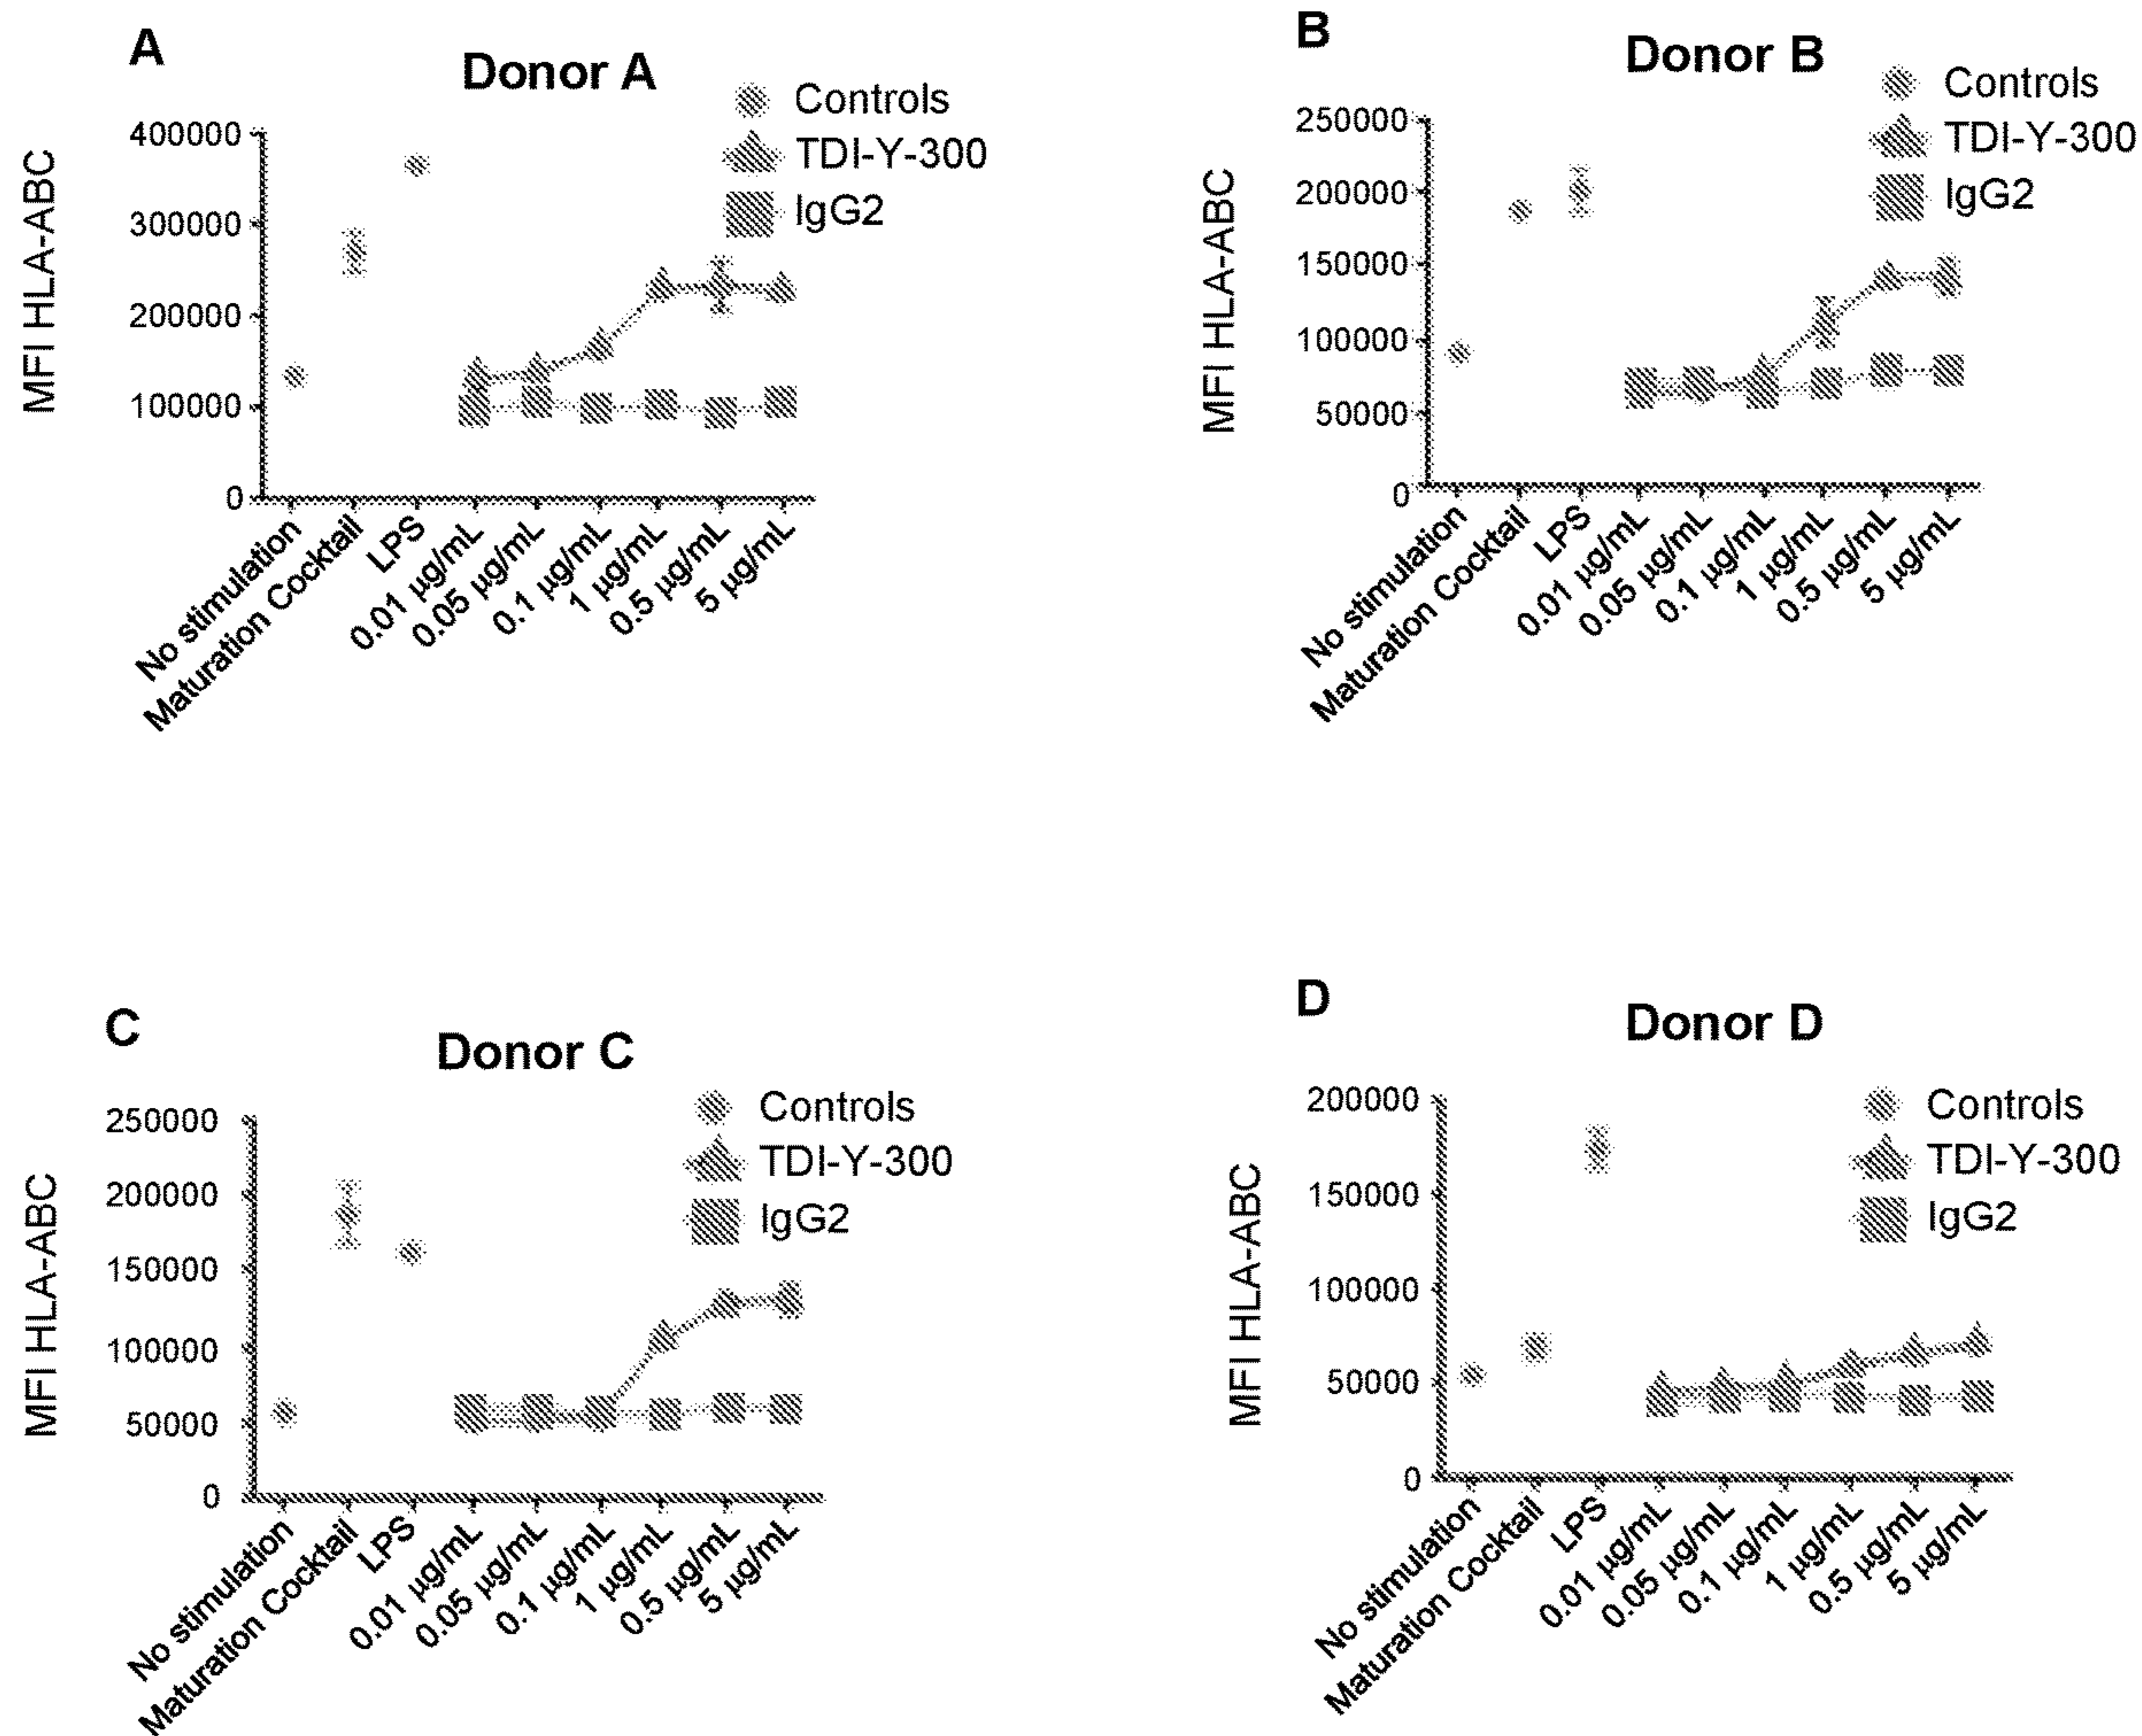 A
Donor A
Controls
TDI-Y-300
IgG2
MFI HLA-ABC
400000
300000
200000
100000
0
No stimulation
Maturation Cocktail
LPS
0.01 µg/mL
0.05 µg/mL
0.1 µg/mL
1 µg/mL
0.5 µg/mL
5 µg/mL
B
Donor B
Controls
TDI-Y-300
IgG2
MFI HLA-ABC
250000
200000
150000
100000
50000
0
No stimulation
Maturation Cocktail
LPS
0.01 µg/mL
0.05 µg/mL
0.1 µg/mL
1 µg/mL
0.5 µg/mL
5 µg/mL
C
Donor C
Controls
TDI-Y-300
IgG2
MFI HLA-ABC
250000
200000
150000
100000
50000
0
No stimulation
Maturation Cocktail
LPS
0.01 µg/mL
0.05 µg/mL
0.1 µg/mL
1 µg/mL
0.5 µg/mL
5 µg/mL
D
Donor D
Controls
TDI-Y-300
IgG2
MFI HLA-ABC
200000
150000
100000
50000
0
No stimulation
Maturation Cocktail
LPS
0.01 µg/mL
0.05 µg/mL
0.1 µg/mL
1 µg/mL
0.5 µg/mL
5 µg/mL